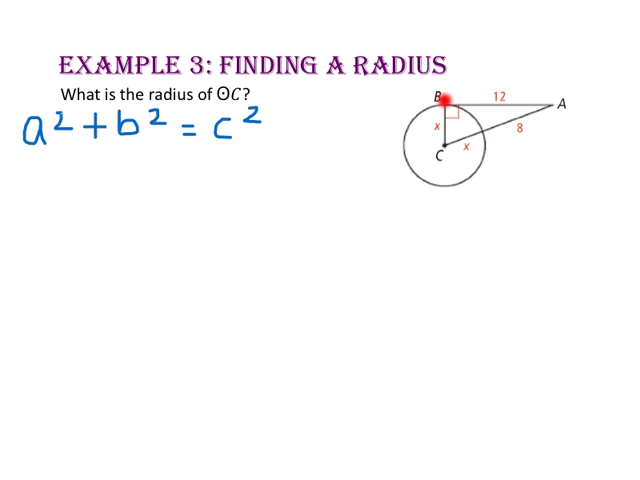 EXAMPLE 3: FINDING A RADIUS
What is the radius of ʘC?
a² + b² = c²
B
12
A
x
8
C
x